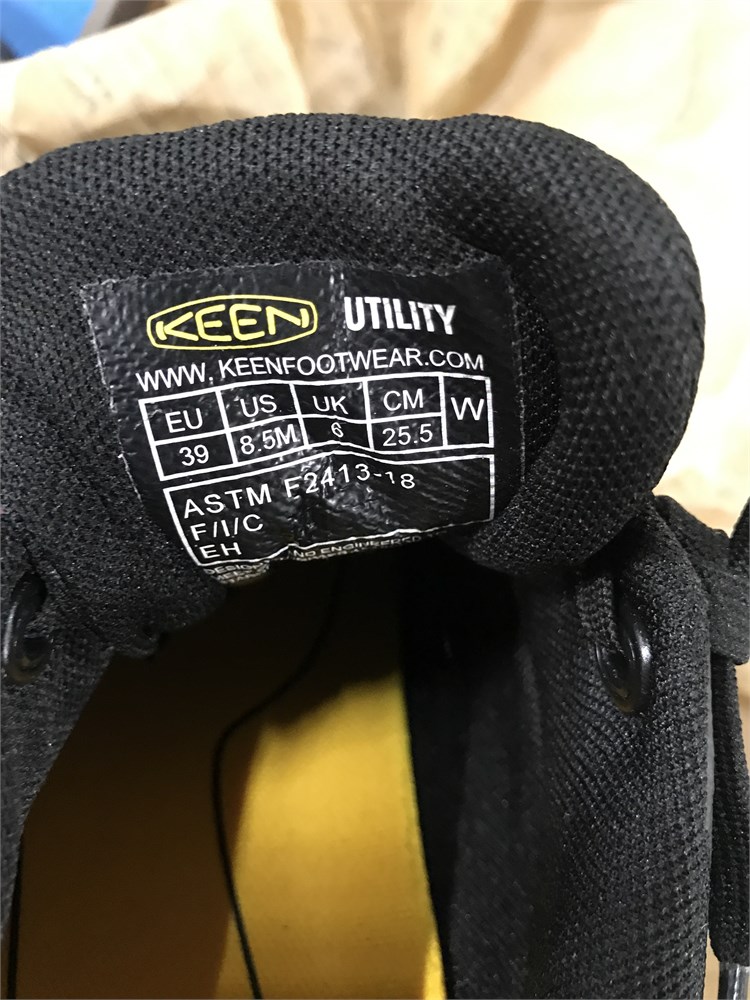 KEEN UTILITY
WWW.KEENFOOTWEAR.COM
EU US UK CM W
39 8.5M 6 25.5
ASTM F2413-18
F/I/C
EH